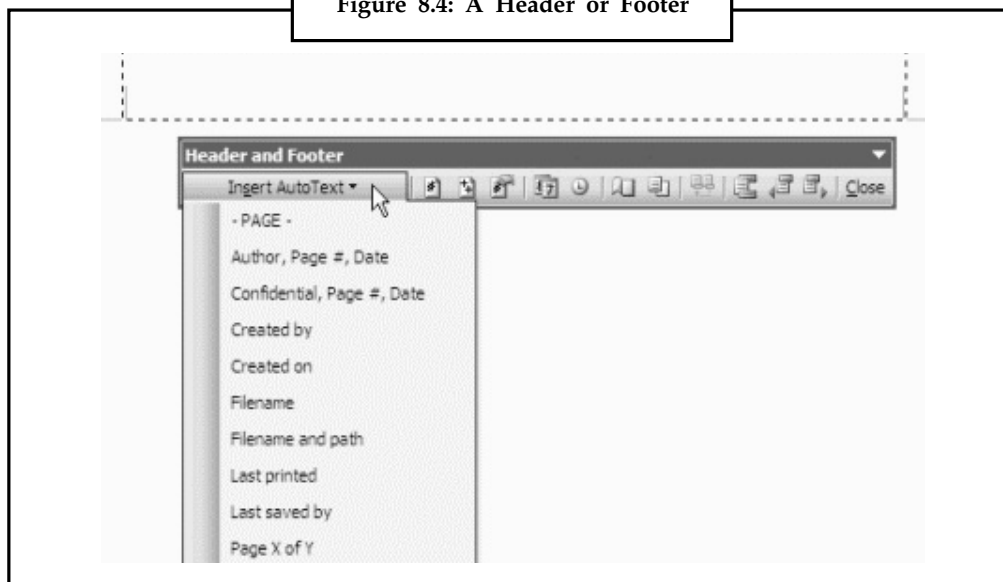 Figure 8.4: A Header or Footer
Header and Footer
Insert AutoText
Close
- PAGE -
Author, Page #, Date
Confidential, Page #, Date
Created by
Created on
Filename
Filename and path
Last printed
Last saved by
Page X of Y